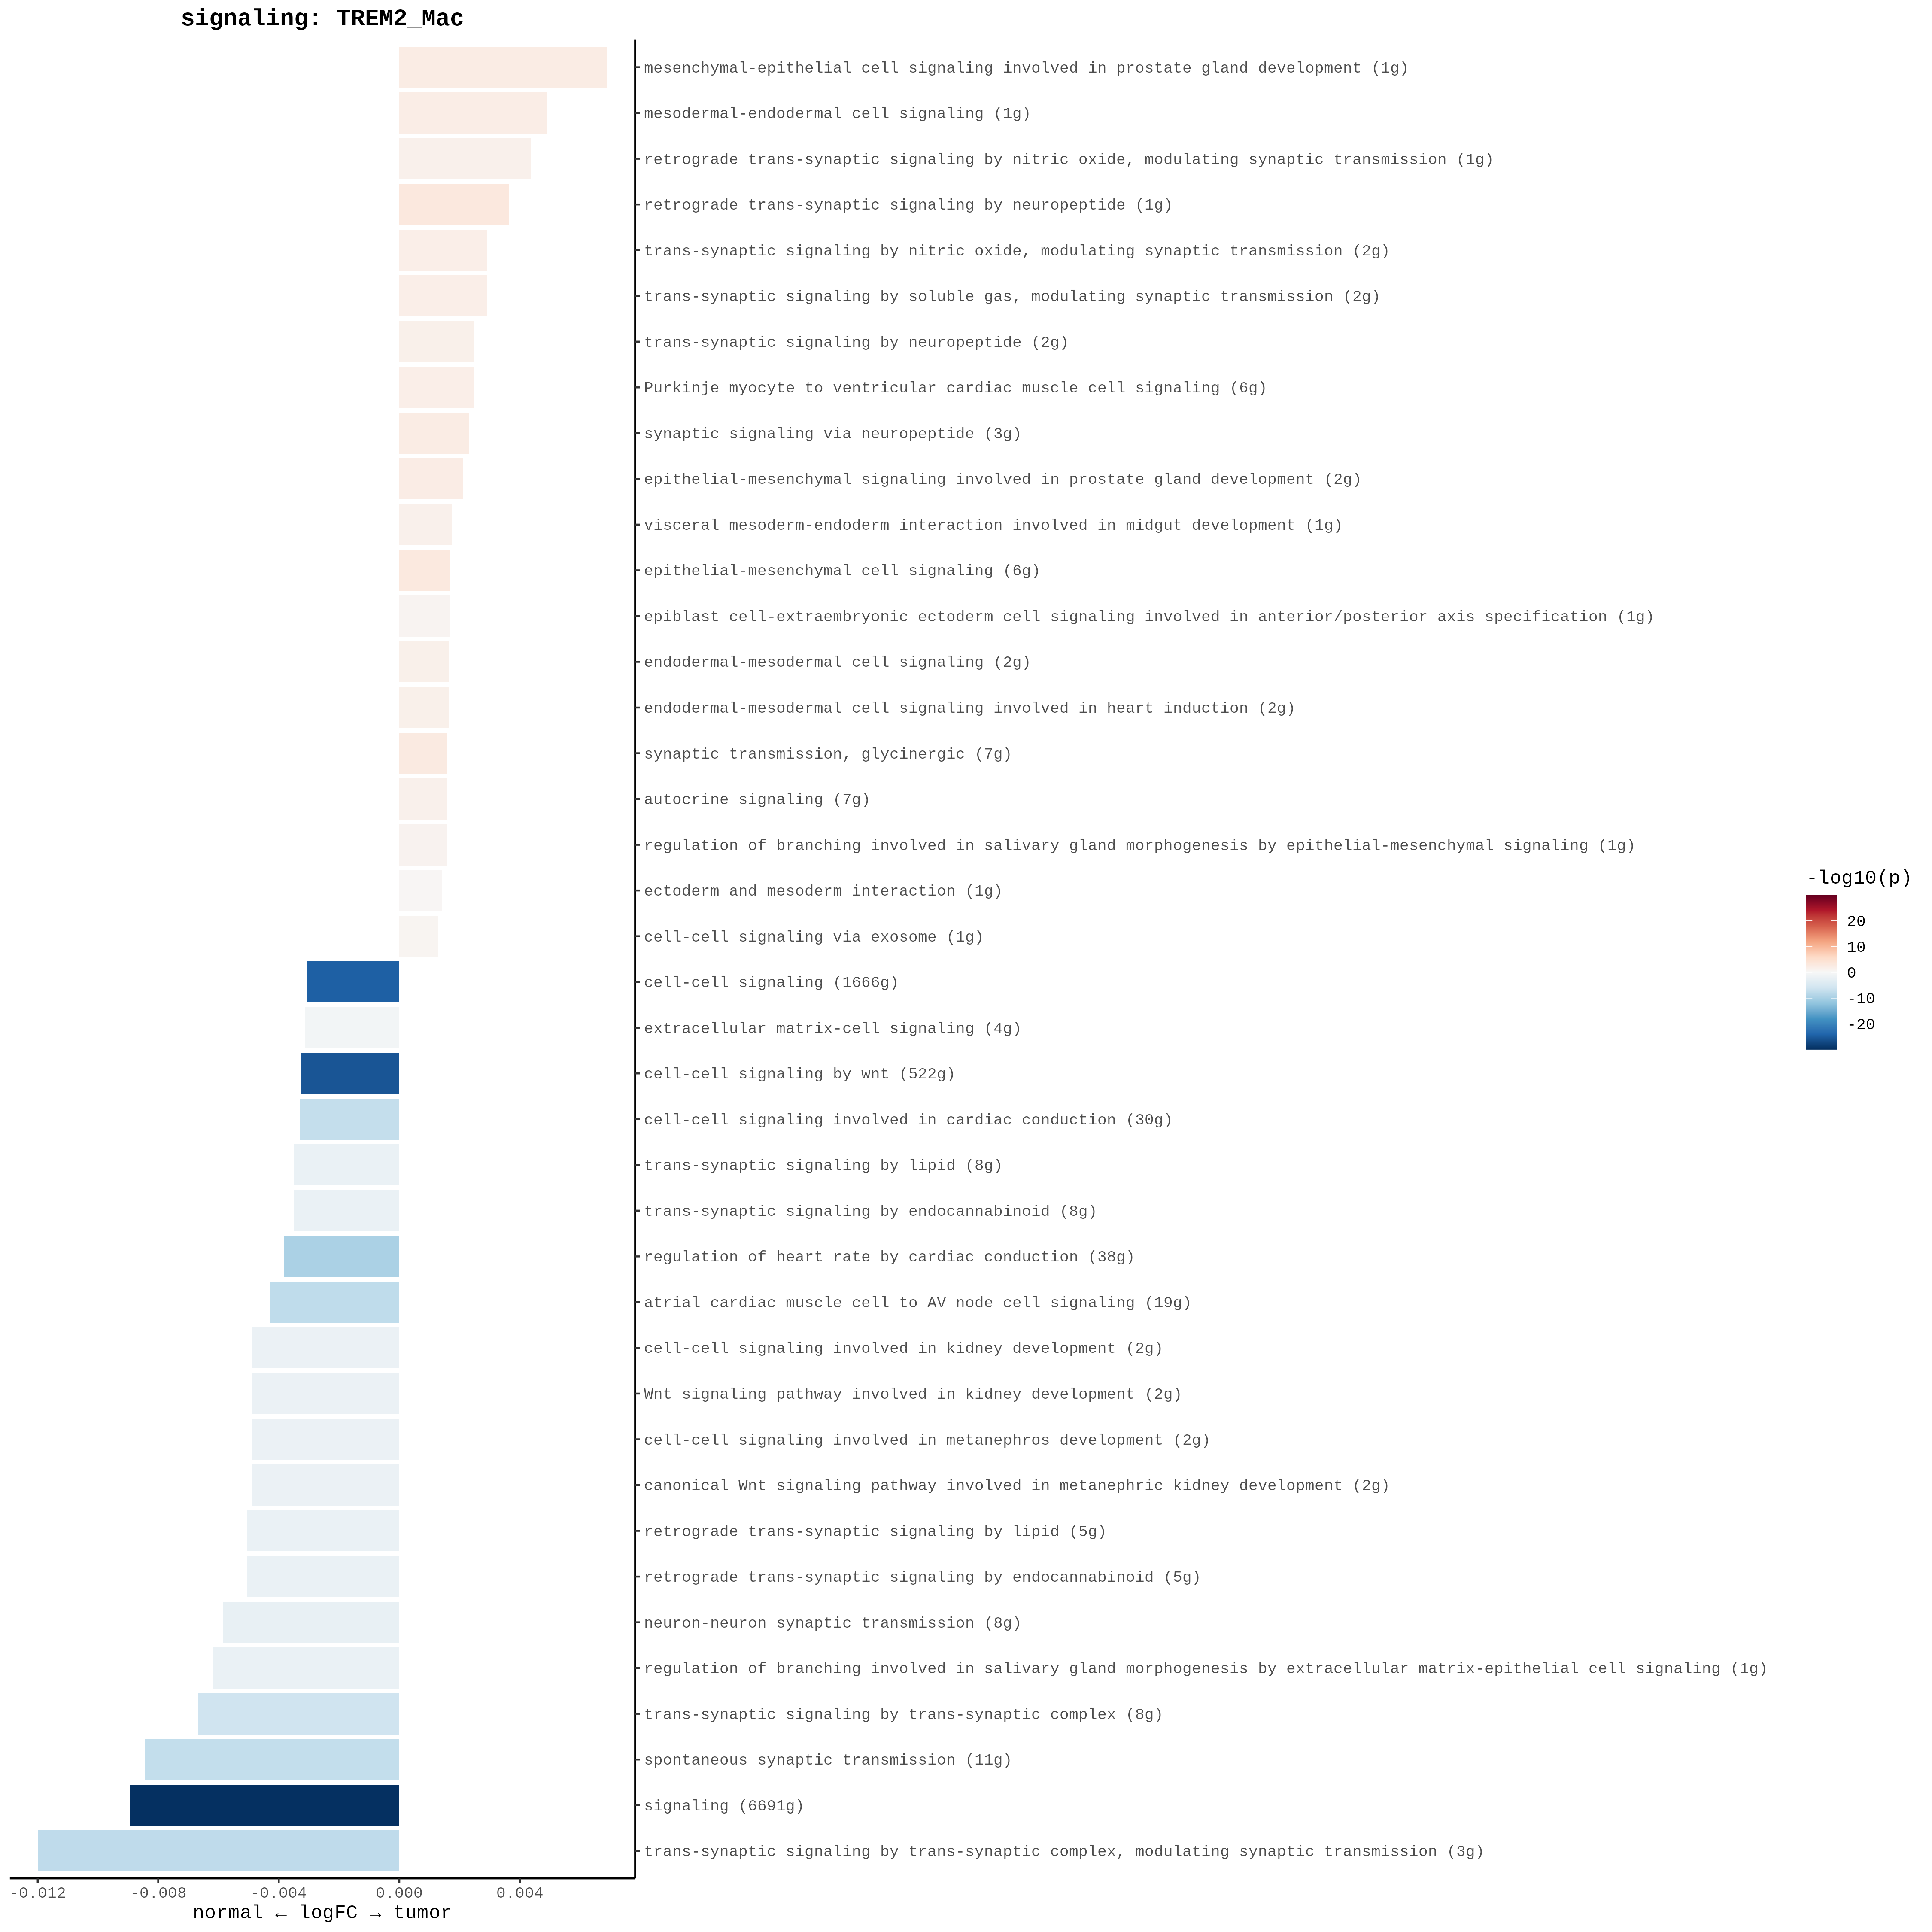 signaling: TREM2_Mac
mesenchymal-epithelial cell signaling involved in prostate gland development (1g)
mesodermal-endodermal cell signaling (1g)
retrograde trans-synaptic signaling by nitric oxide, modulating synaptic transmission (1g)
retrograde trans-synaptic signaling by neuropeptide (1g)
trans-synaptic signaling by nitric oxide, modulating synaptic transmission (2g)
trans-synaptic signaling by soluble gas, modulating synaptic transmission (2g)
trans-synaptic signaling by neuropeptide (2g)
Purkinje myocyte to ventricular cardiac muscle cell signaling (6g)
synaptic signaling via neuropeptide (3g)
epithelial-mesenchymal signaling involved in prostate gland development (2g)
visceral mesoderm-endoderm interaction involved in midgut development (1g)
epithelial-mesenchymal cell signaling (6g)
epiblast cell-extraembryonic ectoderm cell signaling involved in anterior/posterior axis specification (1g)
endodermal-mesodermal cell signaling (2g)
endodermal-mesodermal cell signaling involved in heart induction (2g)
synaptic transmission, glycinergic (7g)
autocrine signaling (7g)
regulation of branching involved in salivary gland morphogenesis by epithelial-mesenchymal signaling (1g)
ectoderm and mesoderm interaction (1g)
cell-cell signaling via exosome (1g)
cell-cell signaling (1666g)
extracellular matrix-cell signaling (4g)
cell-cell signaling by wnt (522g)
cell-cell signaling involved in cardiac conduction (30g)
trans-synaptic signaling by lipid (8g)
trans-synaptic signaling by endocannabinoid (8g)
regulation of heart rate by cardiac conduction (38g)
atrial cardiac muscle cell to AV node cell signaling (19g)
cell-cell signaling involved in kidney development (2g)
Wnt signaling pathway involved in kidney development (2g)
cell-cell signaling involved in metanephros development (2g)
canonical Wnt signaling pathway involved in metanephric kidney development (2g)
retrograde trans-synaptic signaling by lipid (5g)
retrograde trans-synaptic signaling by endocannabinoid (5g)
neuron-neuron synaptic transmission (8g)
regulation of branching involved in salivary gland morphogenesis by extracellular matrix-epithelial cell signaling (1g)
trans-synaptic signaling by trans-synaptic complex (8g)
spontaneous synaptic transmission (11g)
signaling (6691g)
trans-synaptic signaling by trans-synaptic complex, modulating synaptic transmission (3g)
-0.012 -0.008 -0.004 0.000 0.004
normal ← logFC → tumor
-log10(p)
20
10
0
-10
-20